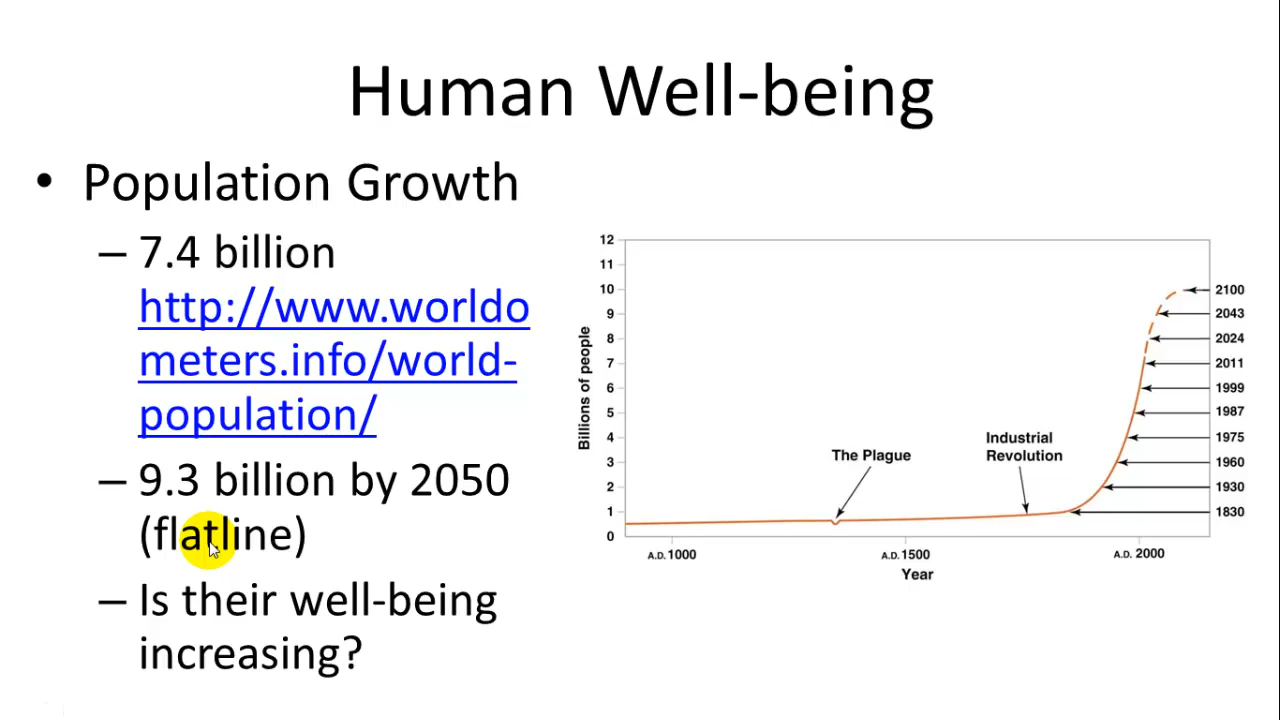 Human Well-being
• Population Growth
– 7.4 billion
http://www.worldo
meters.info/world-
population/
– 9.3 billion by 2050
(flatline)
– Is their well-being
increasing?
12
11
10
9
8
7
6
5
4
3
2
1
0
Billions of people
The Plague
Industrial
Revolution
2100
2043
2024
2011
1999
1987
1975
1960
1930
1830
A.D. 1000
A.D. 1500
A.D. 2000
Year